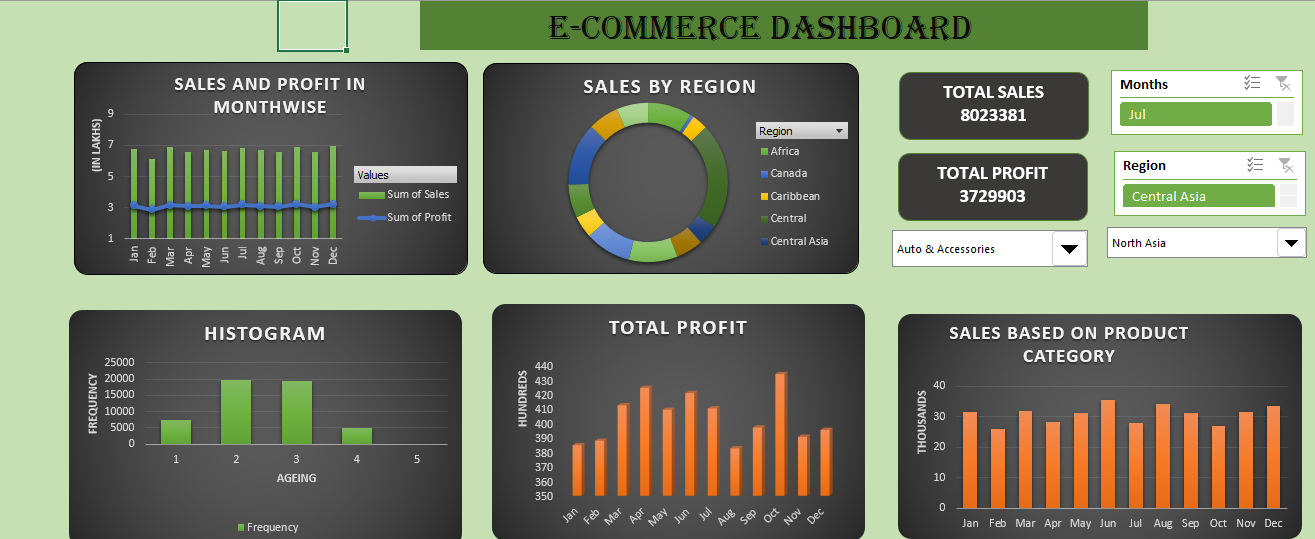 E-COMMERCE DASHBOARD
SALES AND PROFIT IN
MONTHWISE
(IN LAKHS)
9
7
5
3
1
Jan Feb Mar Apr May Jun Jul Aug Sep Oct Nov Dec
Values
Sum of Sales
Sum of Profit
SALES BY REGION
Region
Africa
Canada
Caribbean
Central
Central Asia
TOTAL SALES
8023381
TOTAL PROFIT
3729903
Months
Jul
Region
Central Asia
Auto & Accessories
North Asia
HISTOGRAM
FREQUENCY
25000
20000
15000
10000
5000
0
1 2 3 4 5
AGEING
Frequency
TOTAL PROFIT
HUNDREDS
440
430
420
410
400
390
380
370
360
350
Jan Feb Mar Apr May Jun Jul Aug Sep Oct Nov Dec
SALES BASED ON PRODUCT
CATEGORY
THOUSANDS
40
30
20
10
0
Jan Feb Mar Apr May Jun Jul Aug Sep Oct Nov Dec